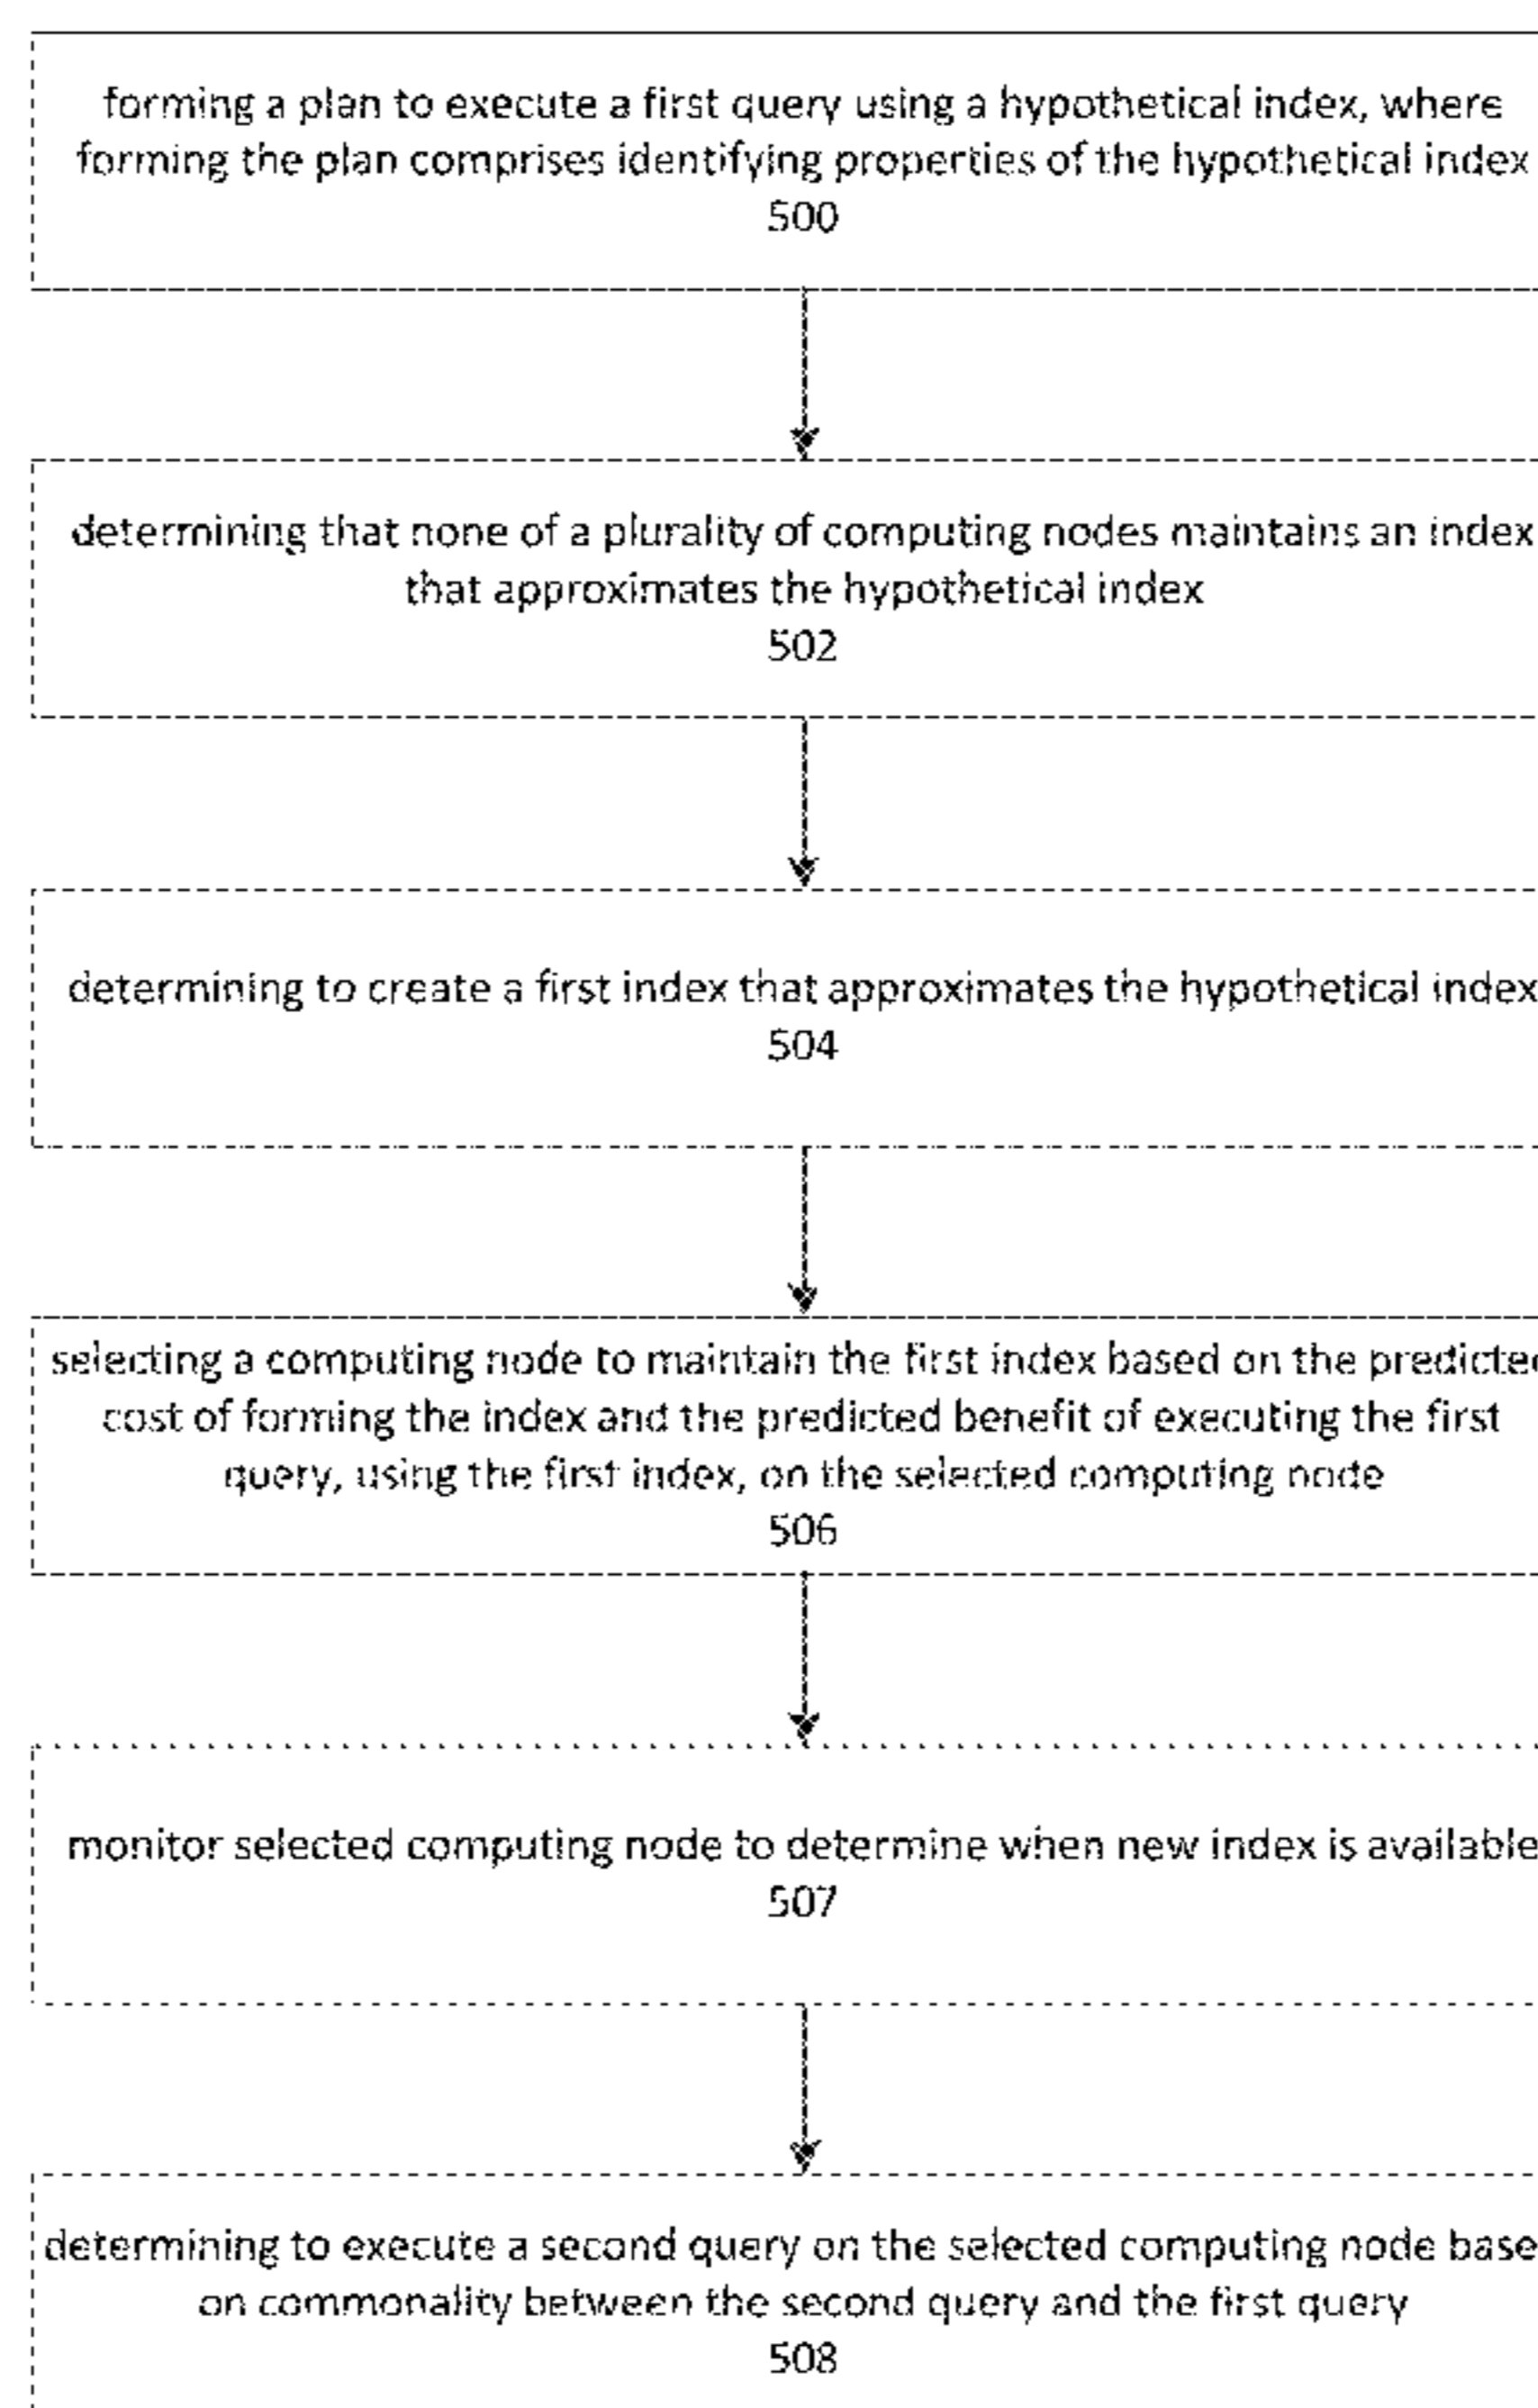 forming a plan to execute a first query using a hypothetical index, where
forming the plan comprises identifying properties of the hypothetical index
500
determining that none of a plurality of computing nodes maintains an index
that approximates the hypothetical index
502
determining to create a first index that approximates the hypothetical index
504
selecting a computing node to maintain the first index based on the predicted
cost of forming the index and the predicted benefit of executing the first
query, using the first index, on the selected computing node
506
monitor selected computing node to determine when new index is available
507
determining to execute a second query on the selected computing node base
on commonality between the second query and the first query
508